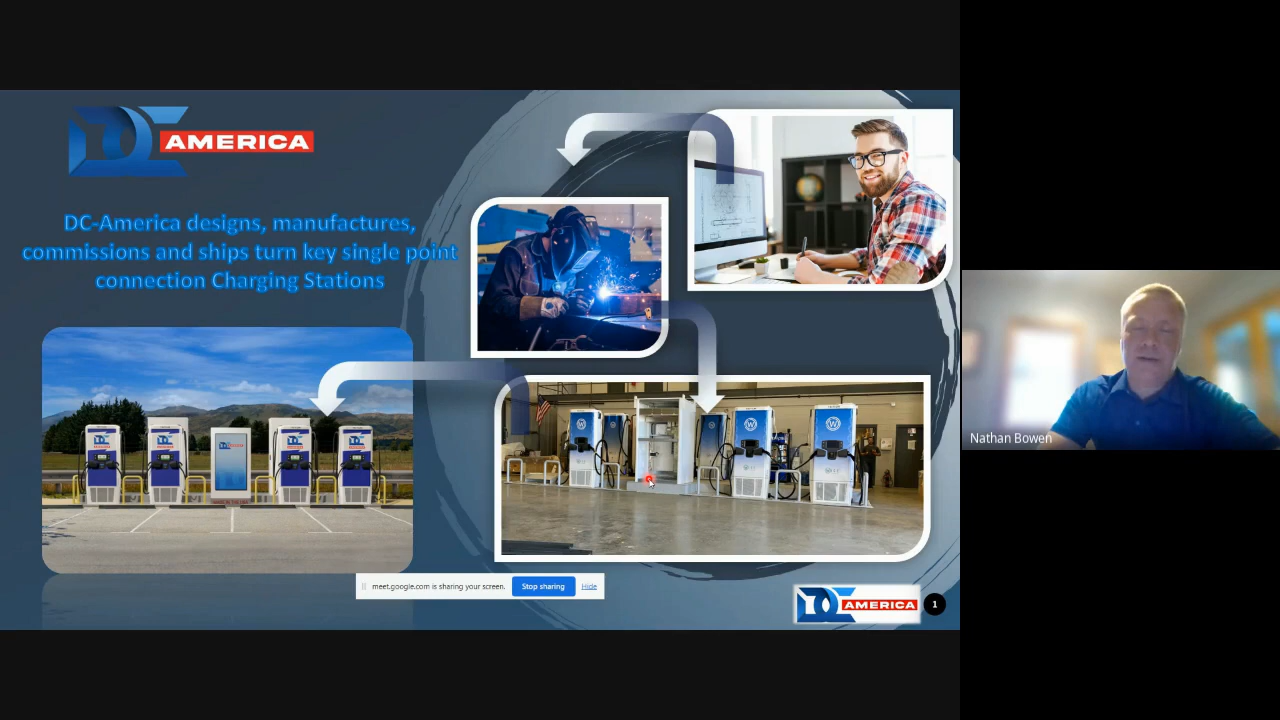 DC
AMERICA
DC-America designs, manufactures,
commissions and ships turn key single point
connection Charging Stations
meet.google.com is sharing your screen.
Stop sharing
Hide
DC
AMERICA
1
Nathan Bowen